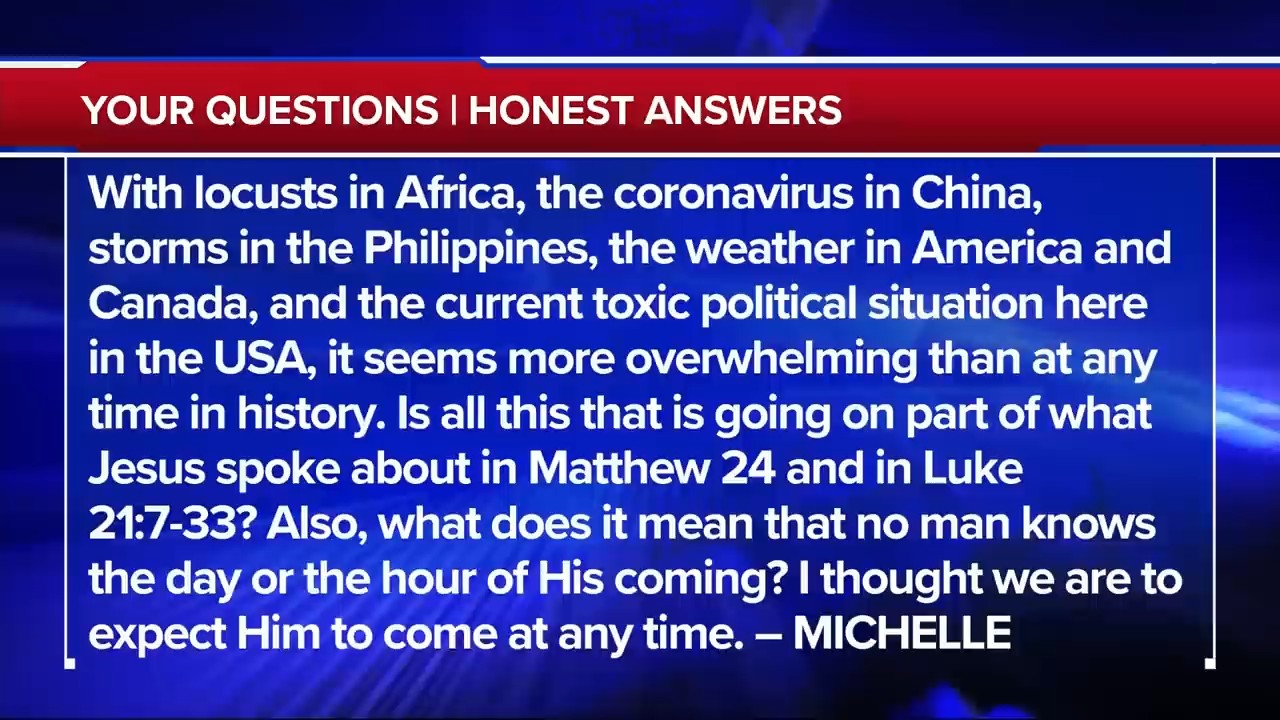 YOUR QUESTIONS | HONEST ANSWERS
With locusts in Africa, the coronavirus in China,
storms in the Philippines, the weather in America and
Canada, and the current toxic political situation here
in the USA, it seems more overwhelming than at any
time in history. Is all this that is going on part of what
Jesus spoke about in Matthew 24 and in Luke
21:7-33? Also, what does it mean that no man knows
the day or the hour of His coming? I thought we are to
expect Him to come at any time. – MICHELLE